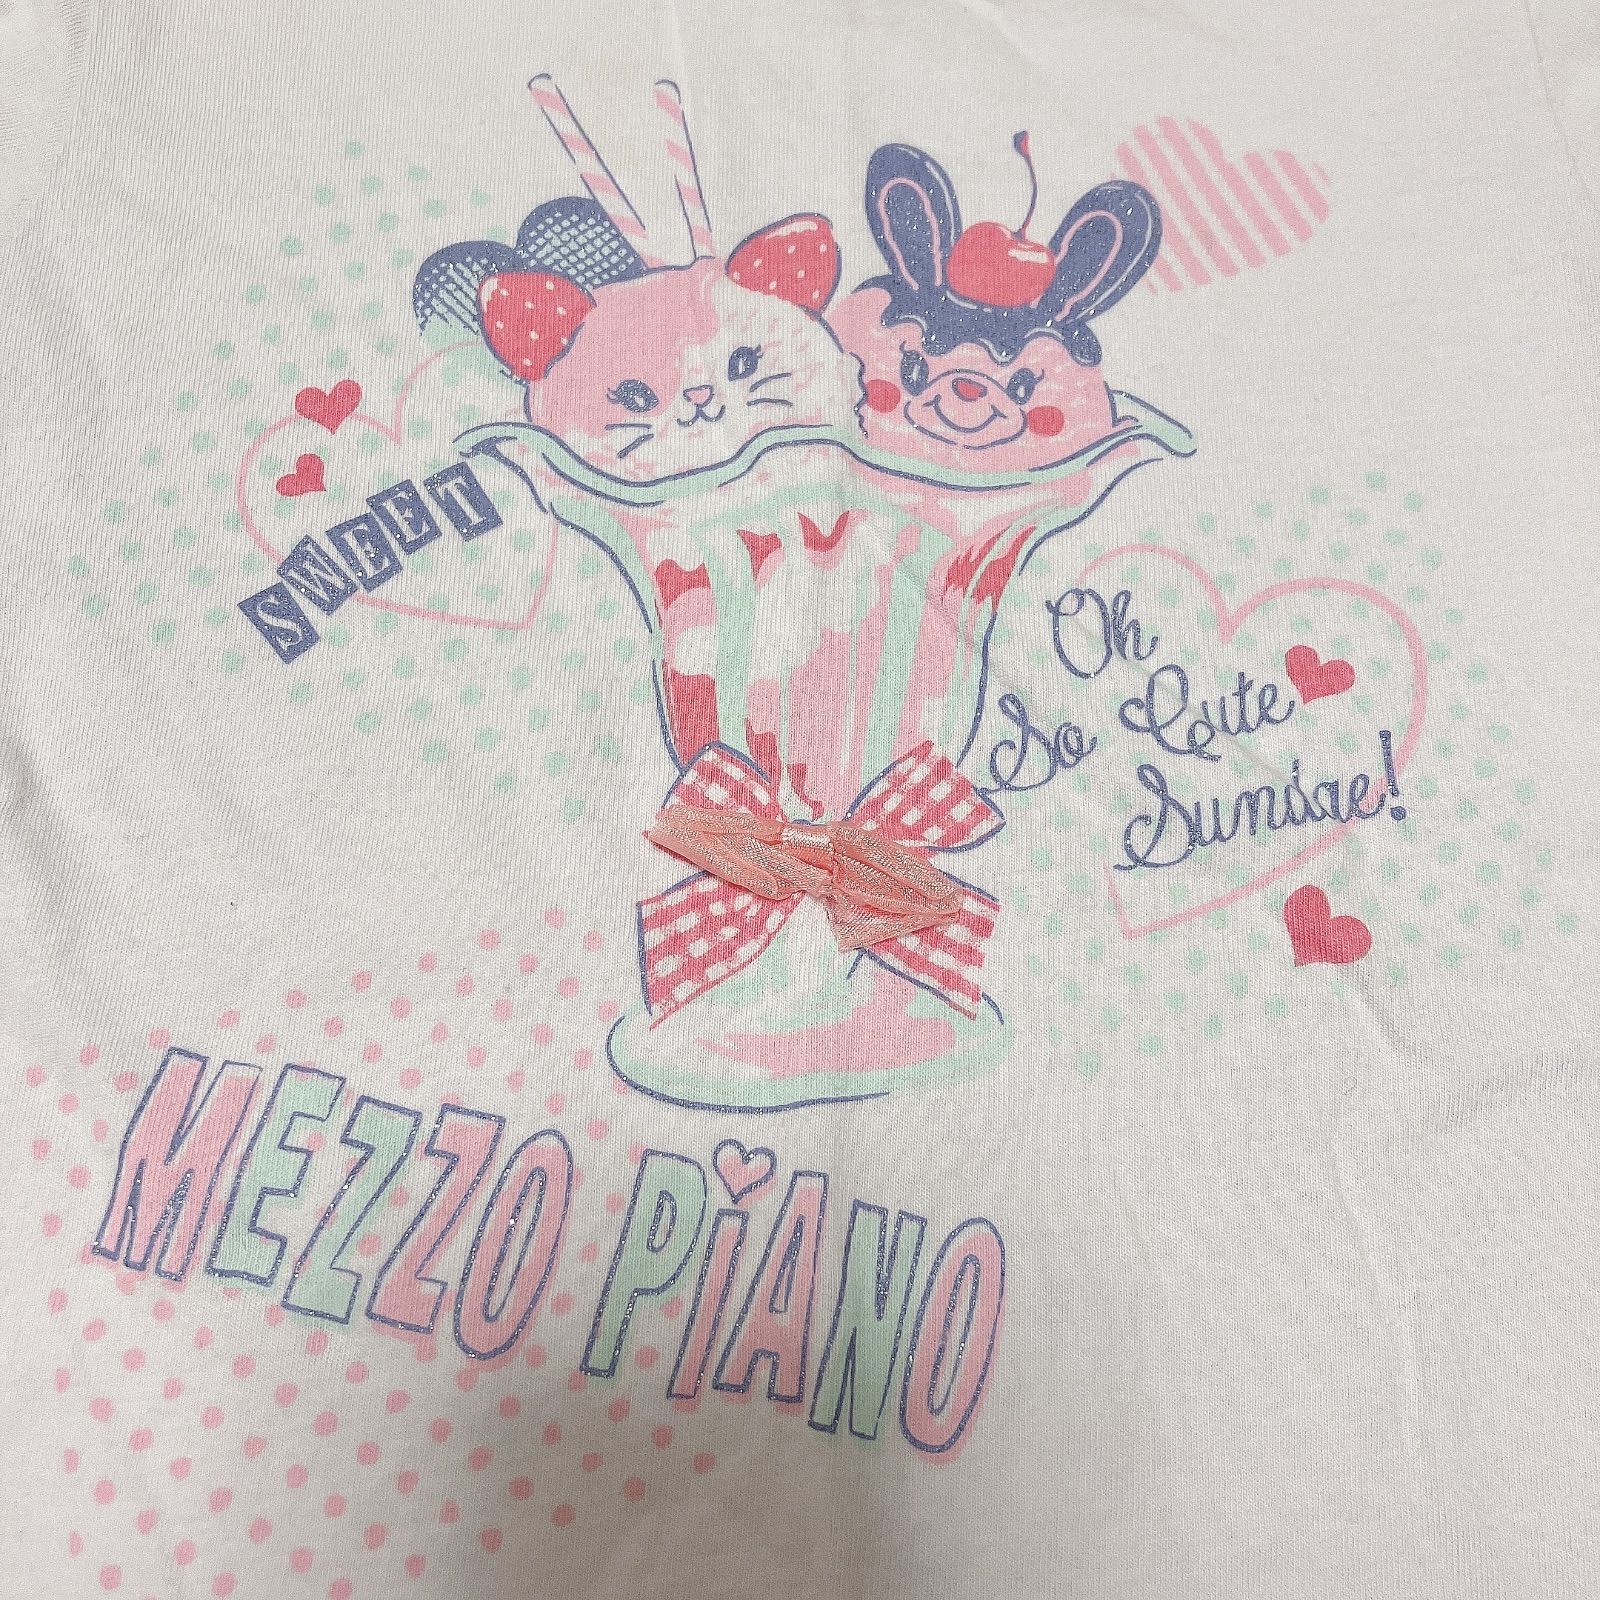 SWEET
Oh
So Cute
Sundae!
MEZZO PiANO